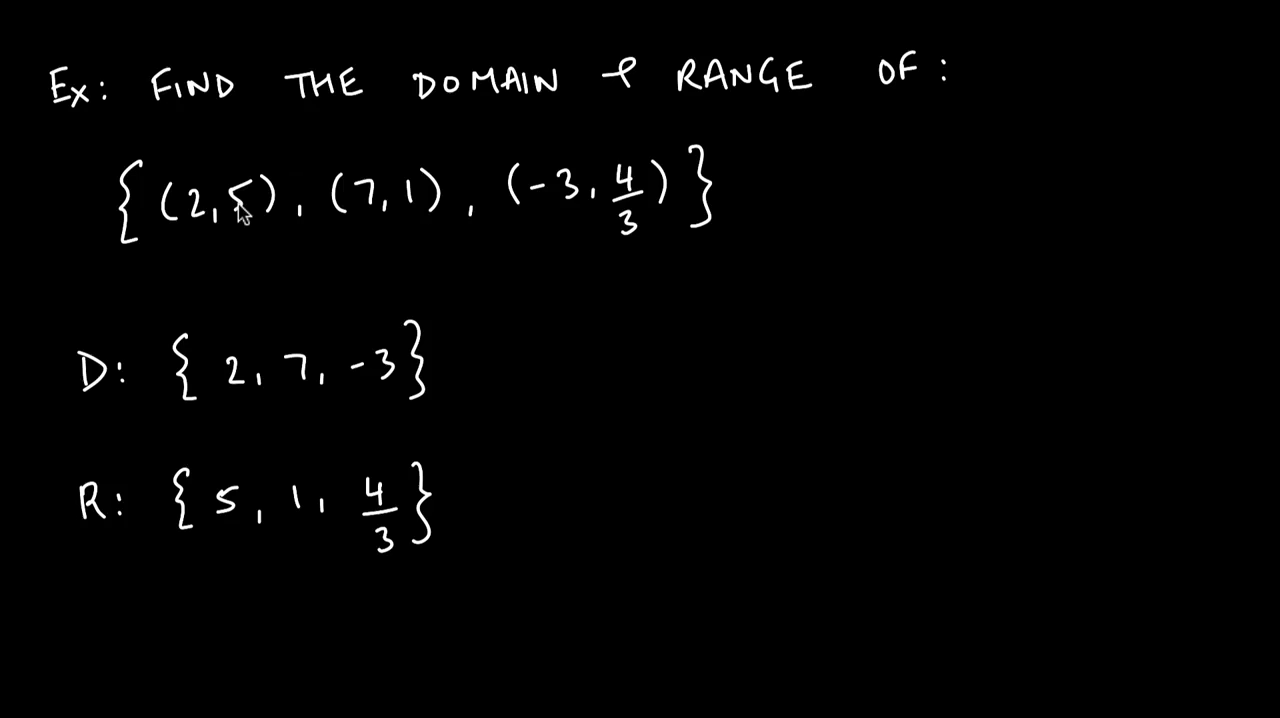 Ex: FIND THE DOMAIN & RANGE OF:
{ (2,5), (7,1), (-3, 4/3) }
D: { 2, 7, -3 }
R: { 5, 1, 4/3 }